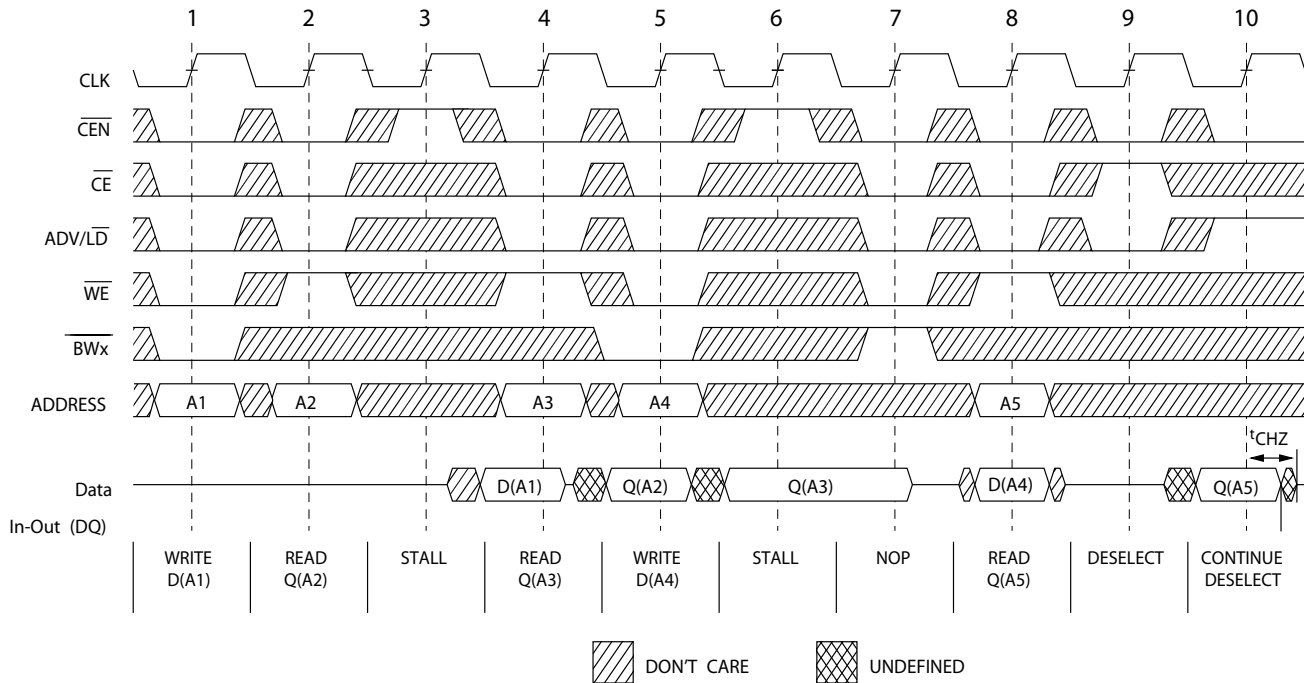 1 2 3 4 5 6 7 8 9 10
CLK
CEN
CE
ADV/LD
WE
BWx
ADDRESS A1 A2 A3 A4 A5
tCHZ
Data D(A1) Q(A2) Q(A3) D(A4) Q(A5)
In-Out (DQ)
WRITE READ STALL READ WRITE STALL NOP READ DESELECT CONTINUE
D(A1) Q(A2) Q(A3) D(A4) Q(A5) DESELECT
DON'T CARE UNDEFINED